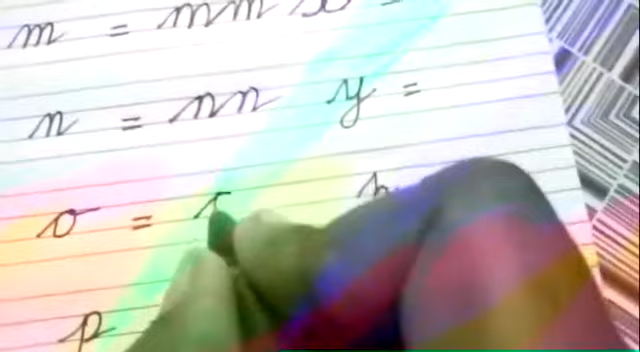 m = mm x =
n = nn y =
o =
p